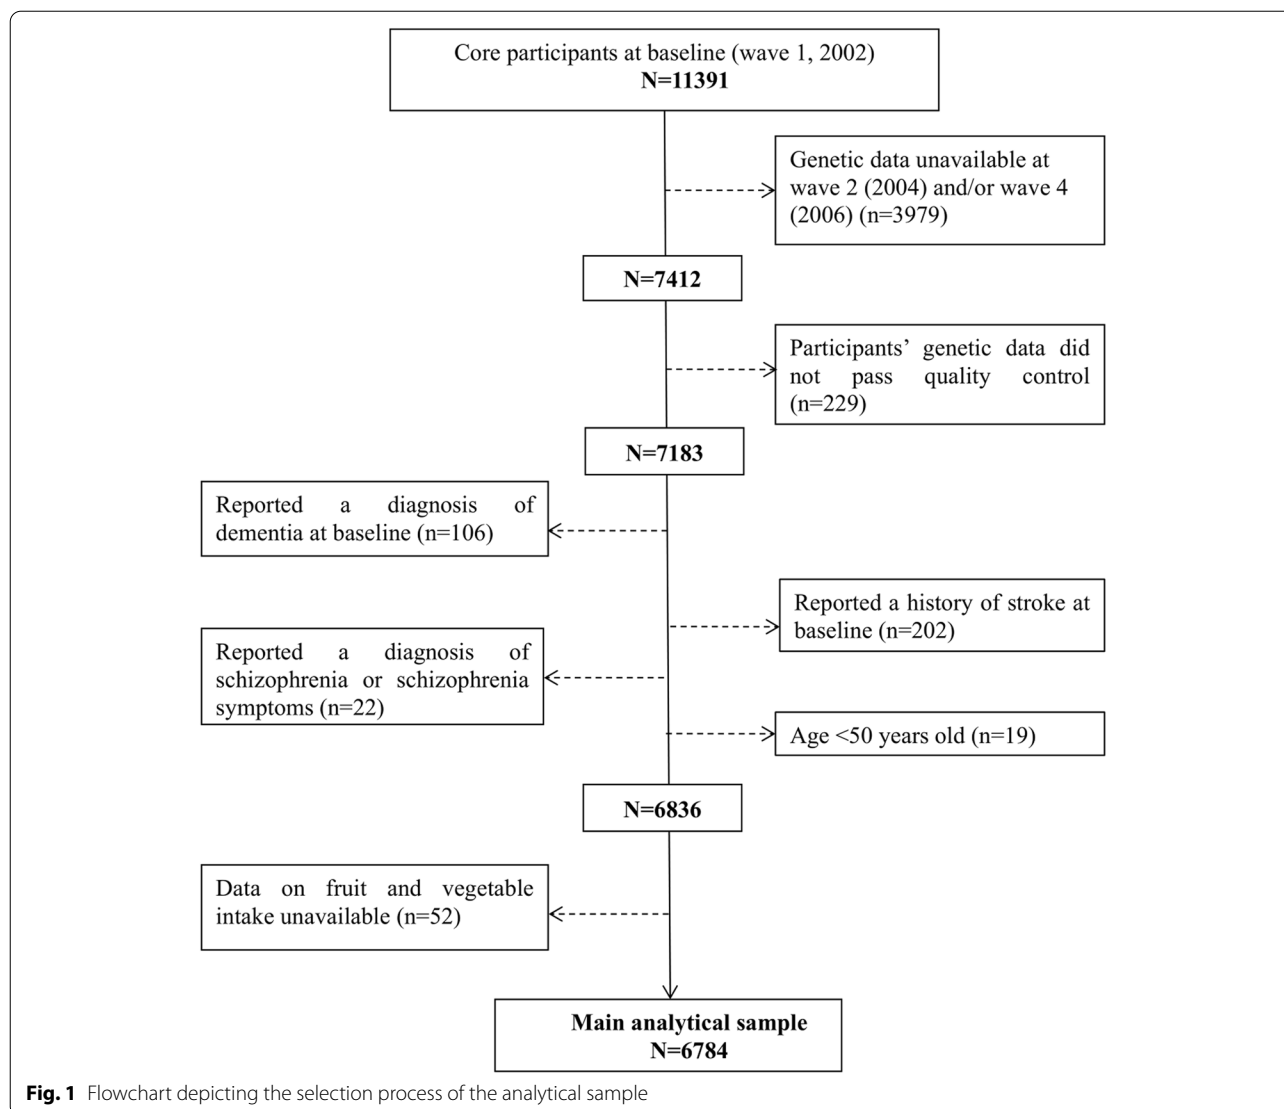 Core participants at baseline (wave 1, 2002)
N=11391
Genetic data unavailable at
wave 2 (2004) and/or wave 4
(2006) (n=3979)
N=7412
Participants’ genetic data did
not pass quality control
(n=229)
N=7183
Reported a diagnosis of
dementia at baseline (n=106)
Reported a history of stroke at
baseline (n=202)
Reported a diagnosis of
schizophrenia or schizophrenia
symptoms (n=22)
Age <50 years old (n=19)
N=6836
Data on fruit and vegetable
intake unavailable (n=52)
Main analytical sample
N=6784
Fig. 1 Flowchart depicting the selection process of the analytical sample